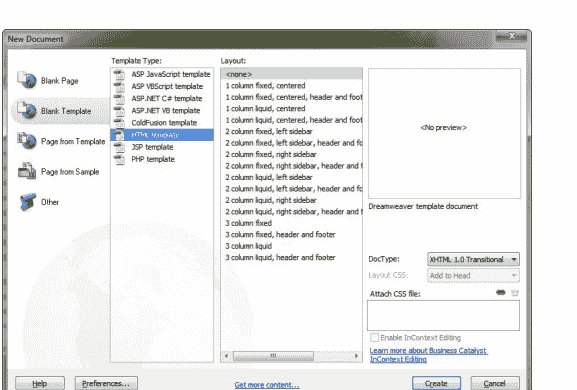 New Document
Blank Page
Blank Template
Page from Template
Page from Sample
Other
Template Type:
ASP JavaScript template
ASP VBScript template
ASP.NET C# template
ASP.NET VB template
ColdFusion template
HTML template
JSP template
PHP template
Layout:
<none>
1 column fixed, centered
1 column fixed, centered, header and foot
1 column liquid, centered
1 column liquid, centered, header and foot
2 column fixed, left sidebar
2 column fixed, left sidebar, header and fo
2 column fixed, right sidebar
2 column fixed, right sidebar, header and f
2 column liquid, left sidebar
2 column liquid, left sidebar, header and fo
2 column liquid, right sidebar
2 column liquid, right sidebar, header and f
3 column fixed
3 column fixed, header and footer
3 column liquid
3 column liquid, header and footer
<No preview>
Dreamweaver template document
DocType:
XHTML 1.0 Transitional
Layout CSS:
Add to Head
Attach CSS file:
Enable InContext Editing
Learn more about Business Catalyst
InContext Editing
Help
Preferences...
Get more content...
Create
Cancel